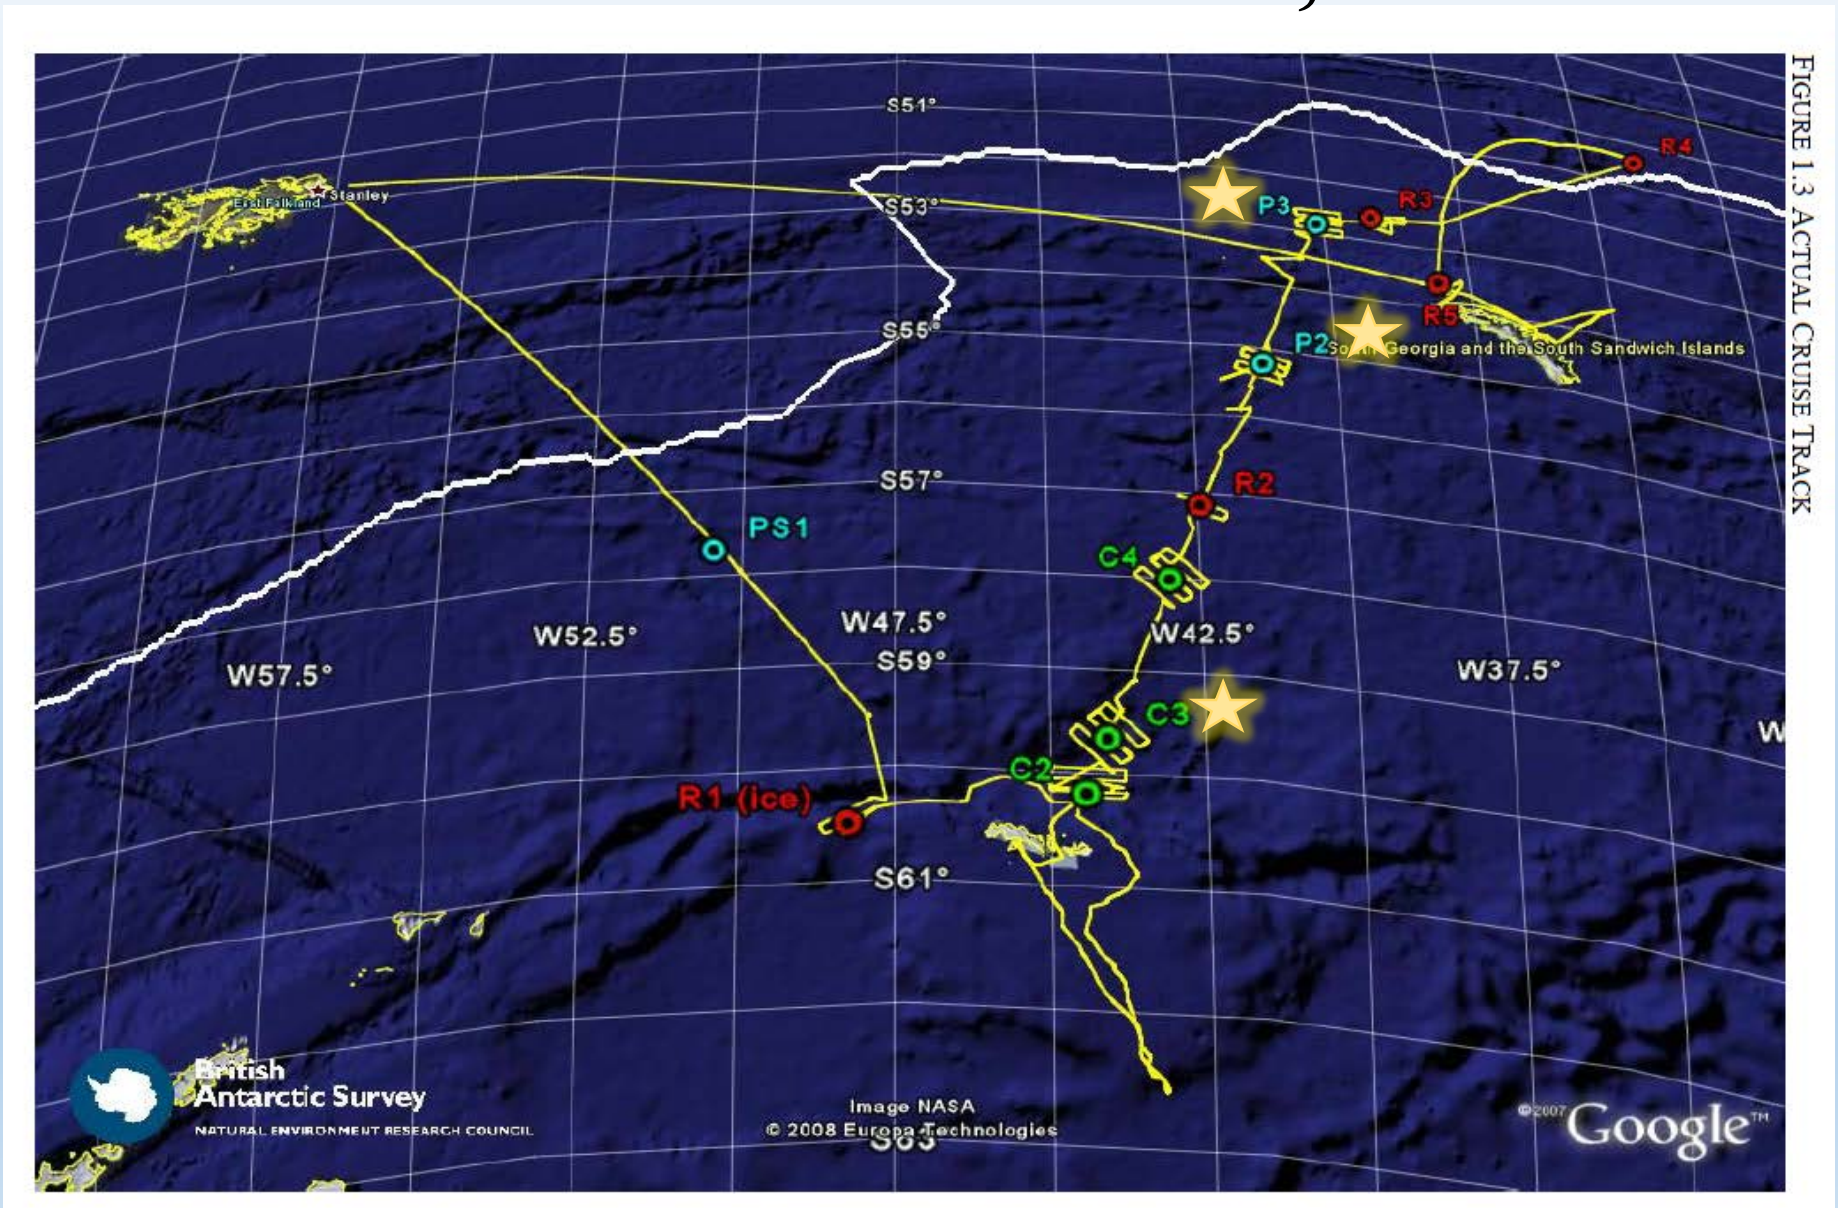 FIGURE 1.3 ACTUAL CRUISE TRACK
S51°
R4
Stanley
East Falkland
S53°
P3
R3
R5
S55°
P2
Georgia and the South Sandwich Islands
S57°
R2
PS1
C4
W47.5°
W52.5°
W42.5°
S59°
W57.5°
W37.5°
C3
W
C2
R1 (ice)
S61°
British
Antarctic Survey
NATURAL ENVIRONMENT RESEARCH COUNCIL
Image NASA
© 2008 Europa Technologies
S63
©2007 Google™